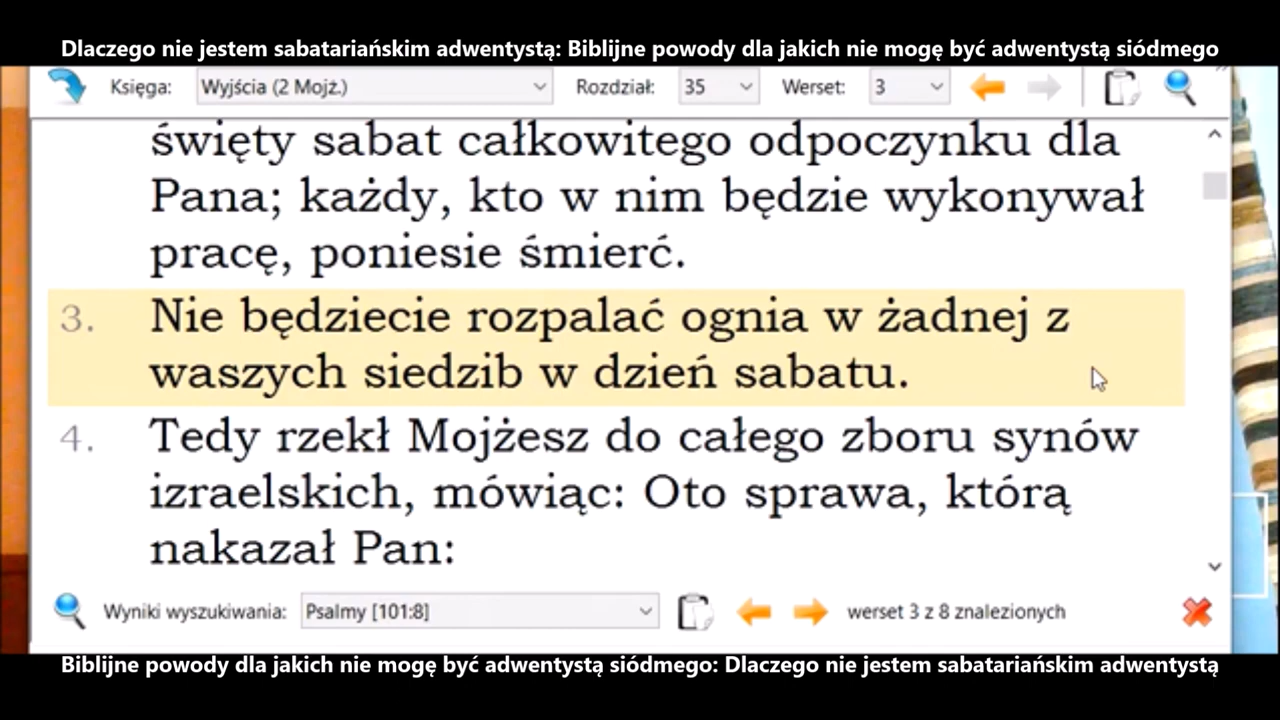 Dlaczego nie jestem sabatariańskim adwentystą: Biblijne powody dla jakich nie mogę być adwentystą siódmego
Księga: Wyjścia (2 Mojż.) Rozdział: 35 Werset: 3
święty sabat całkowitego odpoczynku dla
Pana; każdy, kto w nim będzie wykonywał
pracę, poniesie śmierć.
3. Nie będziecie rozpalać ognia w żadnej z
waszych siedzib w dzień sabatu.
4. Tedy rzekł Mojżesz do całego zboru synów
izraelskich, mówiąc: Oto sprawa, którą
nakazał Pan:
Wyniki wyszukiwania: Psalmy [101:8] werset 3 z 8 znalezionych
Biblijne powody dla jakich nie mogę być adwentystą siódmego: Dlaczego nie jestem sabatariańskim adwentystą